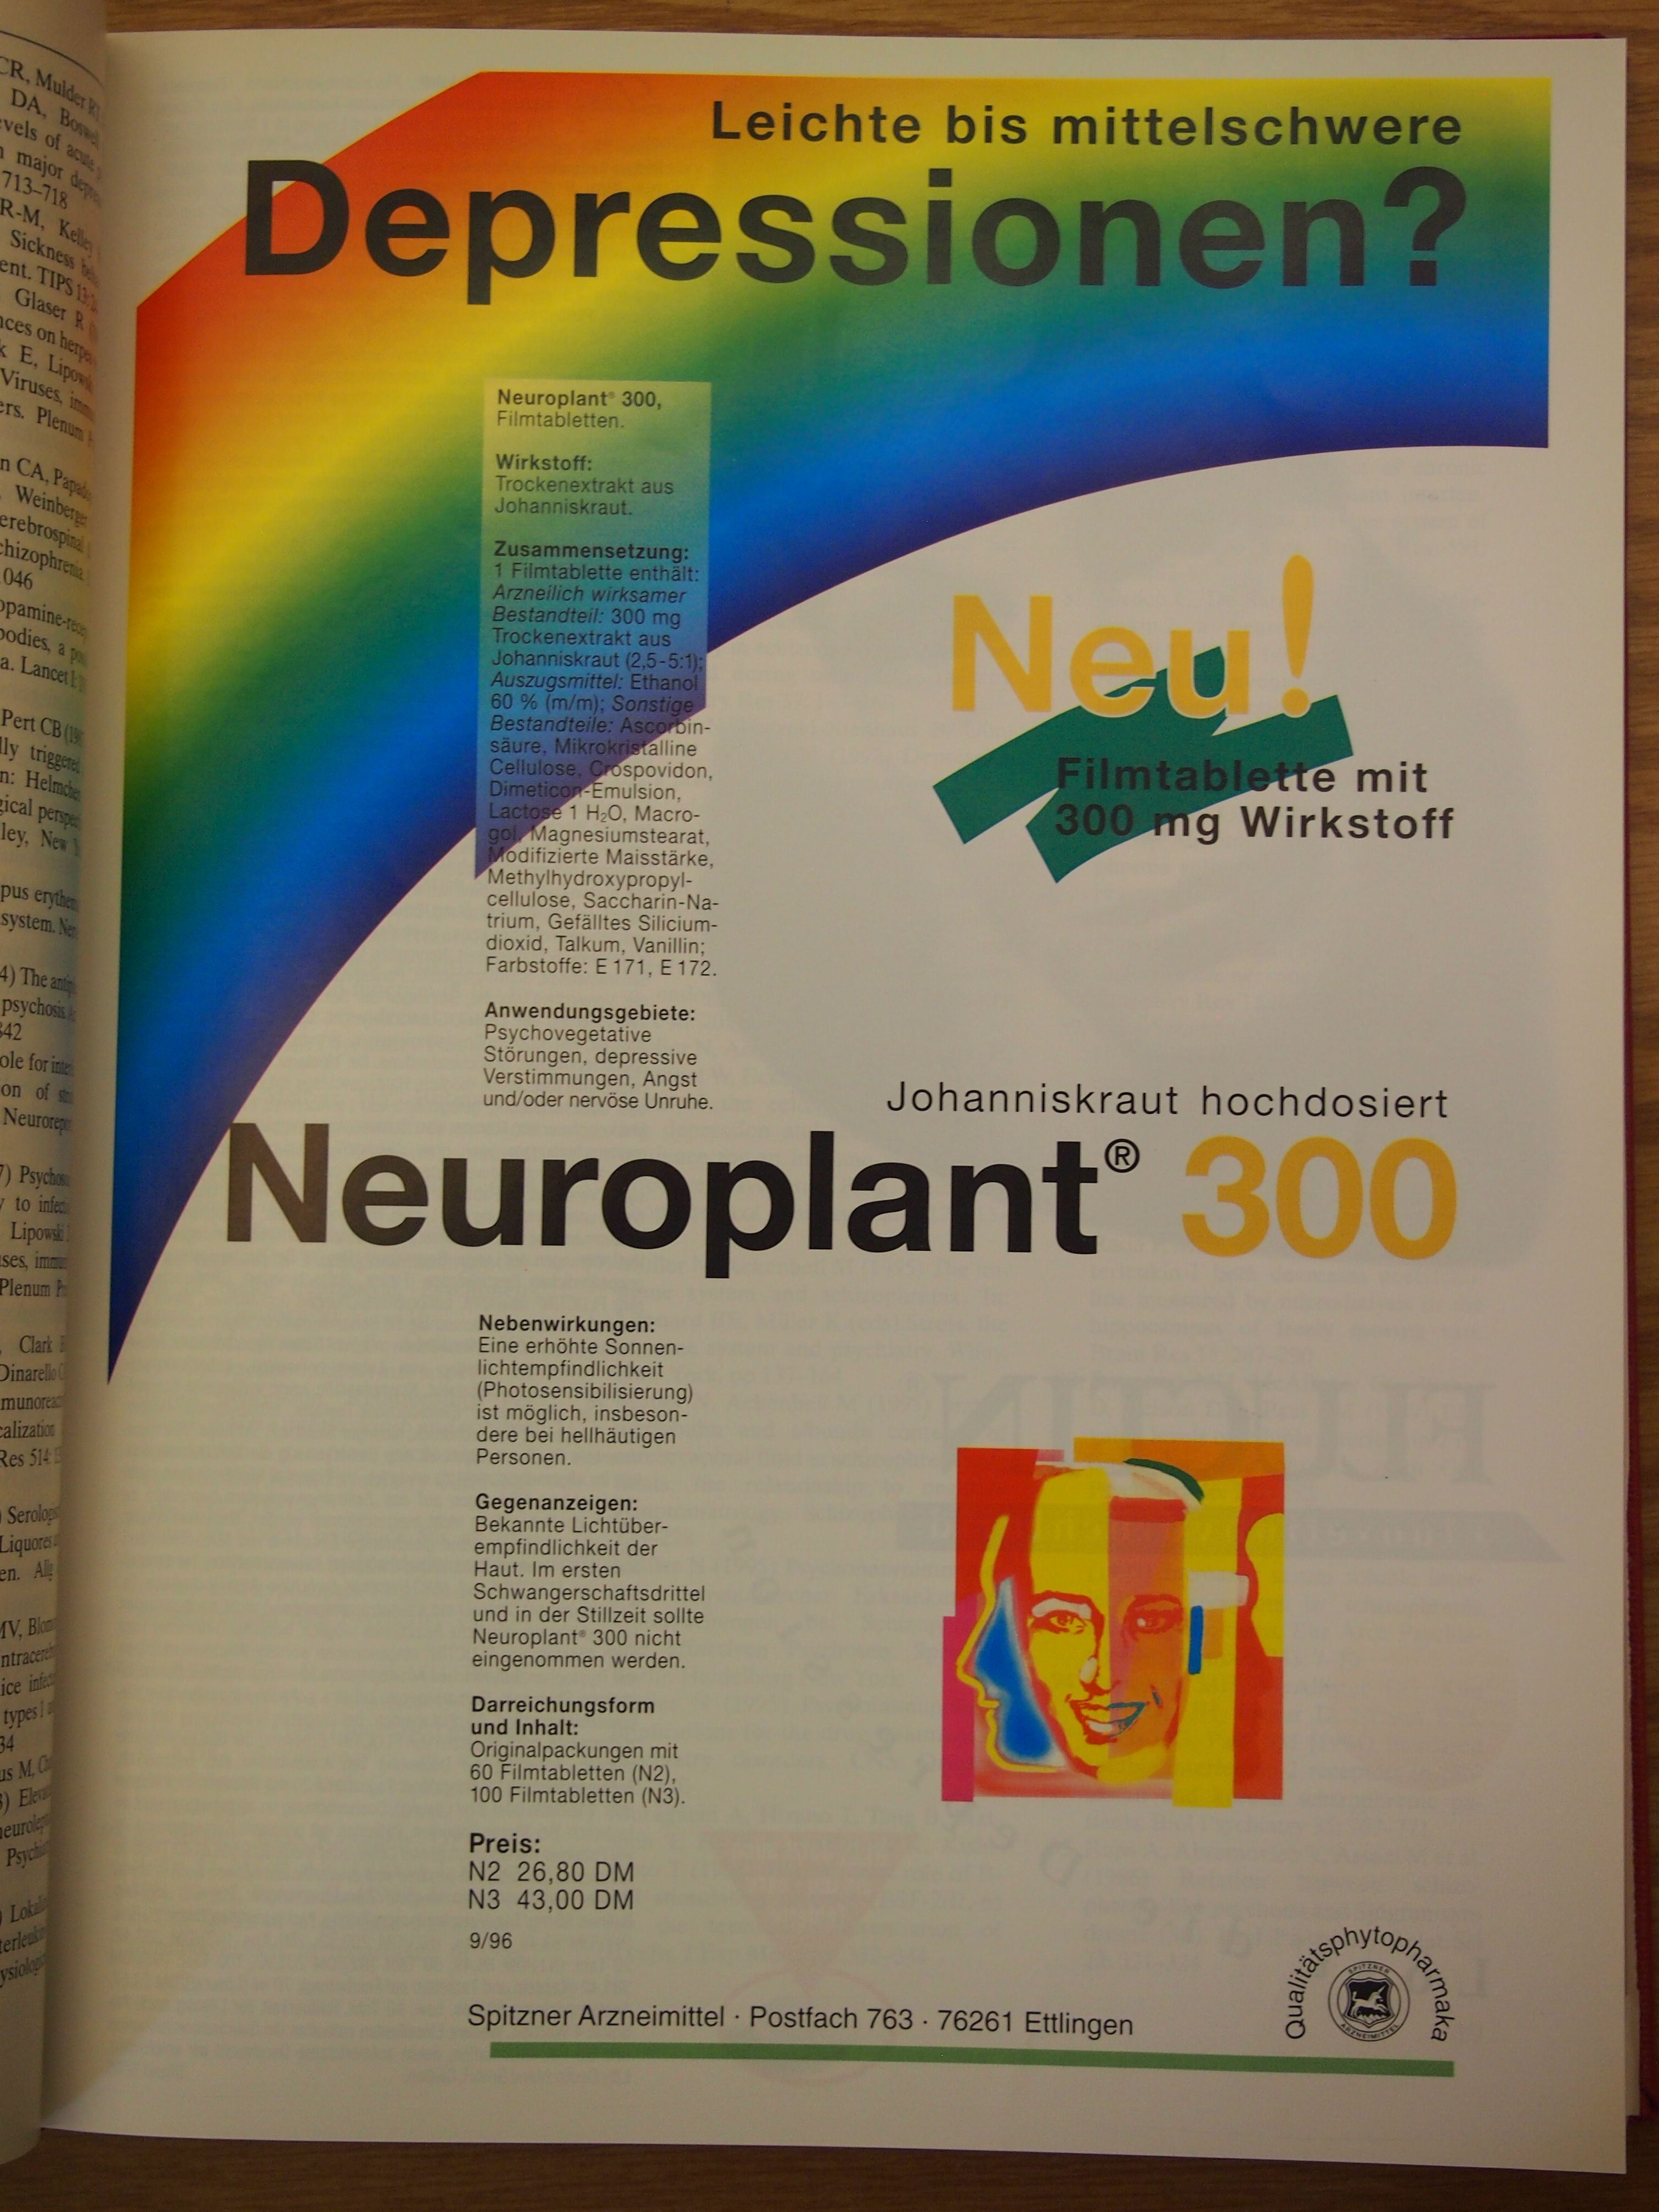 Leichte bis mittelschwere
Depressionen?
Neuroplant® 300,
Filmtabletten.
Wirkstoff:
Trockenextrakt aus
Johanniskraut.
Zusammensetzung:
1 Filmtablette enthält:
Arzneilich wirksamer
Bestandteil: 300 mg
Trockenextrakt aus
Johanniskraut (2,5-5:1);
Auszugsmittel: Ethanol
60 % (m/m); Sonstige
Bestandteile: Ascorbin-
säure, Mikrokristalline
Cellulose, Crospovidon,
Dimeticon-Emulsion,
Lactose 1 H₂O, Macro-
gol, Magnesiumstearat,
Modifizierte Maisstärke,
Methylhydroxypropyl-
cellulose, Saccharin-Na-
trium, Gefälltes Silicium-
dioxid, Talkum, Vanillin;
Farbstoffe: E 171, E 172.
Anwendungsgebiete:
Psychovegetative
Störungen, depressive
Verstimmungen, Angst
und/oder nervöse Unruhe.
Neu!
Filmtablette mit
300 mg Wirkstoff
Johanniskraut hochdosiert
Neuroplant® 300
Nebenwirkungen:
Eine erhöhte Sonnen-
lichtempfindlichkeit
(Photosensibilisierung)
ist möglich, insbeson-
dere bei hellhäutigen
Personen.
Gegenanzeigen:
Bekannte Lichtüber-
empfindlichkeit der
Haut. Im ersten
Schwangerschaftsdrittel
und in der Stillzeit sollte
Neuroplant® 300 nicht
eingenommen werden.
Darreichungsform
und Inhalt:
Originalpackungen mit
60 Filmtabletten (N2),
100 Filmtabletten (N3).
Preis:
N2 26,80 DM
N3 43,00 DM
9/96
Spitzner Arzneimittel · Postfach 763 · 76261 Ettlingen
Qualitätsphytopharmaka
SPITZNER
ARZNEIMITTEL